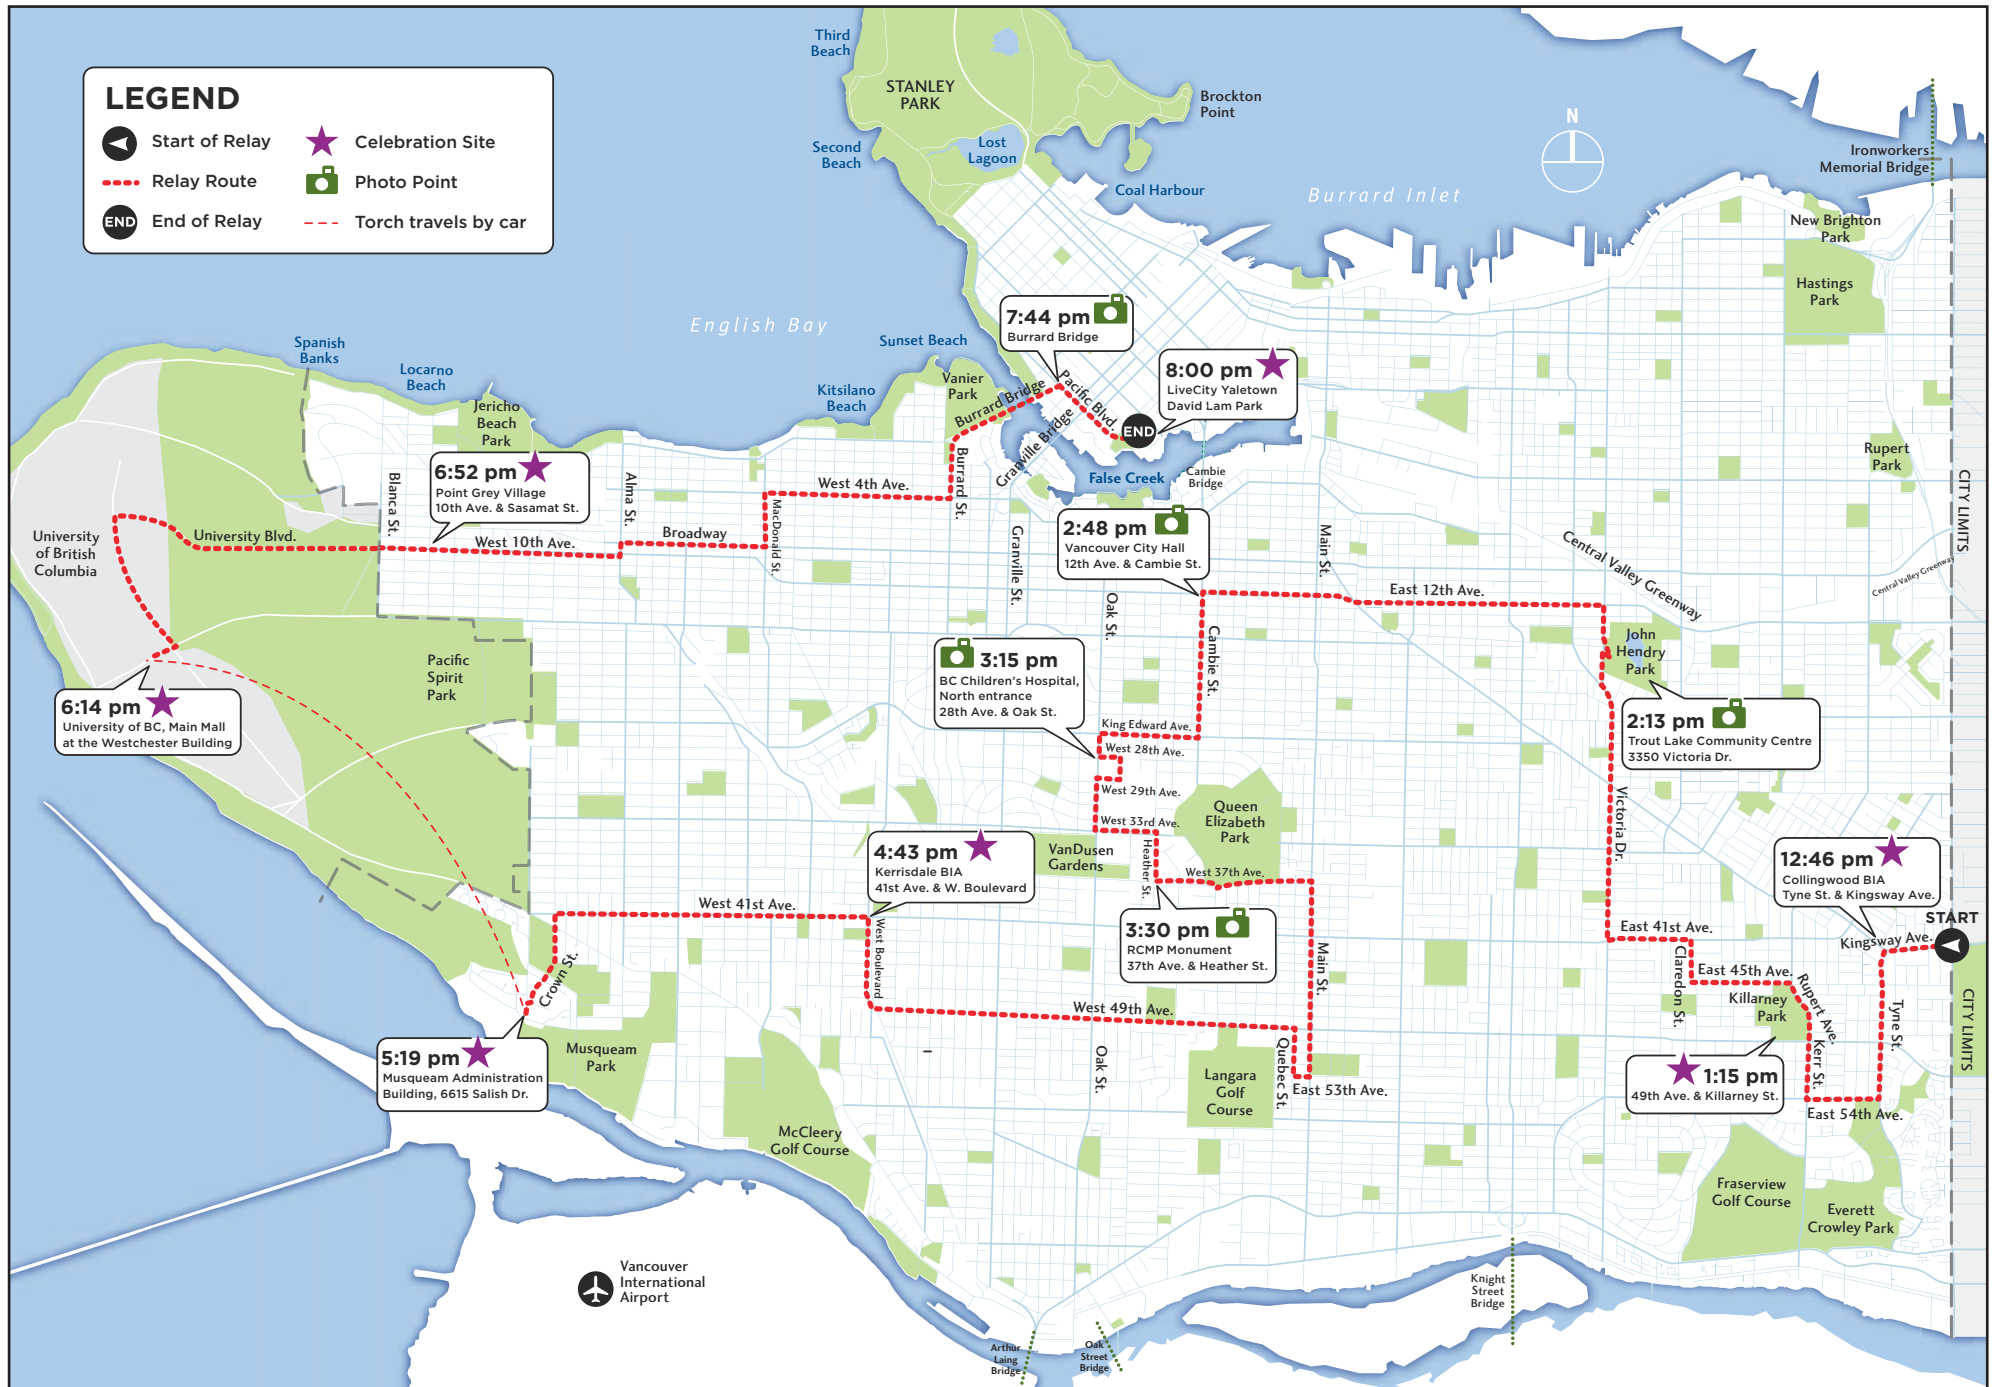 LEGEND
Start of Relay
Relay Route
END
End of Relay
Celebration Site
Photo Point
Torch travels by car
Third
Beach
STANLEY
PARK
Brockton
Point
Second
Beach
Lost
Lagoon
Coal Harbour
Burrard Inlet
N
Ironworkers
Memorial Bridge
New Brighton
Park
Hastings
Park
English Bay
Spanish
Banks
Locarno
Beach
Jericho
Beach
Park
Sunset Beach
Kitsilano
Beach
Vanier
Park
7:44 pm
Burrard Bridge
8:00 pm
LiveCity Yaletown
David Lam Park
Burrard Bridge
Pacific Blvd.
END
Granville Bridge
False Creek
Cambie
Bridge
Rupert
Park
CITY LIMITS
6:52 pm
Point Grey Village
10th Ave. & Sasamat St.
Blanca St.
Alma St.
West 4th Ave.
Burrard St.
MacDonald St.
University
of British
Columbia
University Blvd.
West 10th Ave.
Broadway
Granville St.
Oak St.
2:48 pm
Vancouver City Hall
12th Ave. & Cambie St.
Main St.
Central Valley Greenway
Central Valley Greenway
East 12th Ave.
John
Hendry
Park
Cambie St.
3:15 pm
BC Children's Hospital,
North entrance
28th Ave. & Oak St.
Pacific
Spirit
Park
6:14 pm
University of BC, Main Mall
at the Westchester Building
2:13 pm
Trout Lake Community Centre
3350 Victoria Dr.
King Edward Ave.
West 28th Ave.
West 29th Ave.
West 33rd Ave.
Queen
Elizabeth
Park
Victoria Dr.
VanDusen
Gardens
Heather St.
West 37th Ave.
4:43 pm
Kerrisdale BIA
41st Ave. & W. Boulevard
12:46 pm
Collingwood BIA
Tyne St. & Kingsway Ave.
START
Kingsway Ave.
West 41st Ave.
West Boulevard
3:30 pm
RCMP Monument
37th Ave. & Heather St.
Main St.
East 41st Ave.
Claredon St.
East 45th Ave.
Rupert Ave.
Killarney
Park
Kerr St.
Tyne St.
CITY LIMITS
Crown St.
West 49th Ave.
5:19 pm
Musqueam Administration
Building, 6615 Salish Dr.
Musqueam
Park
Oak St.
Langara
Golf
Course
Quebec St.
East 53th Ave.
1:15 pm
49th Ave. & Killarney St.
East 54th Ave.
McCleery
Golf Course
Fraserview
Golf Course
Everett
Crowley Park
Vancouver
International
Airport
Knight
Street
Bridge
Arthur
Laing
Bridge
Oak
Street
Bridge